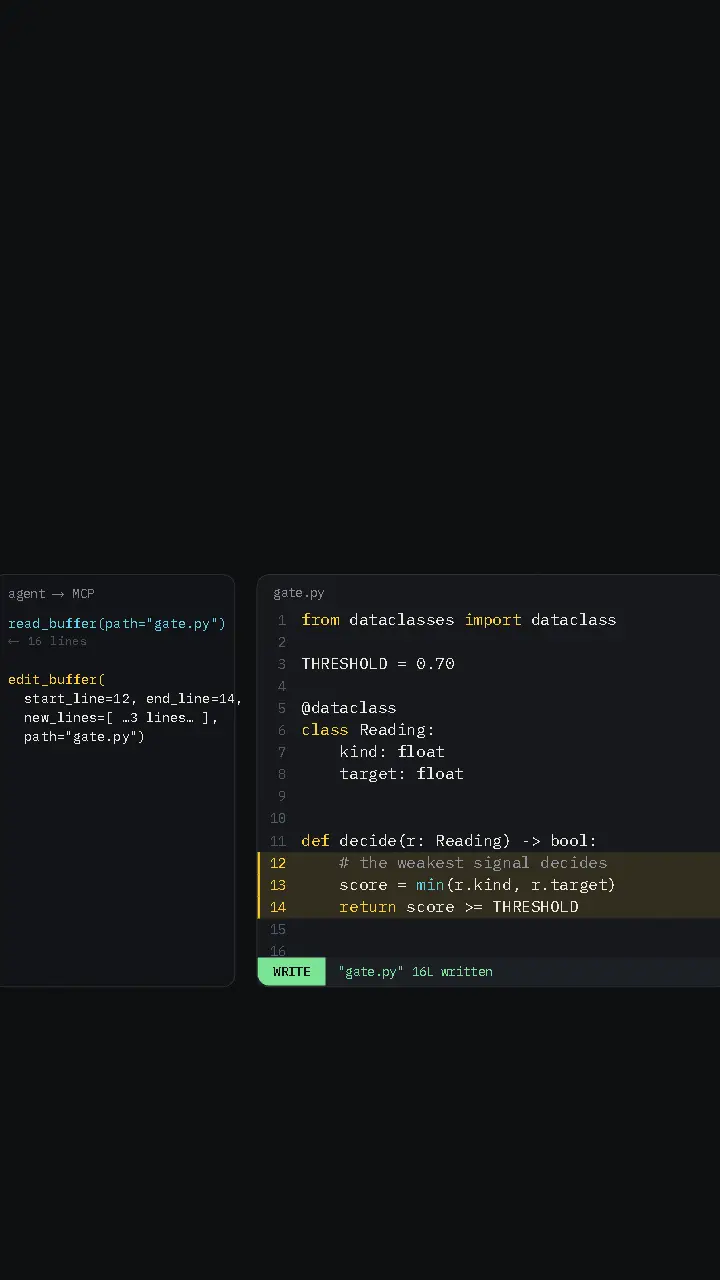 agent → MCP
read_buffer(path="gate.py")
← 16 lines
edit_buffer(
  start_line=12, end_line=14,
  new_lines=[ …3 lines… ],
  path="gate.py")
gate.py
1 from dataclasses import dataclass
2
3 THRESHOLD = 0.70
4
5 @dataclass
6 class Reading:
7     kind: float
8     target: float
9
10
11 def decide(r: Reading) -> bool:
12     # the weakest signal decides
13     score = min(r.kind, r.target)
14     return score >= THRESHOLD
15
16
WRITE "gate.py" 16L written